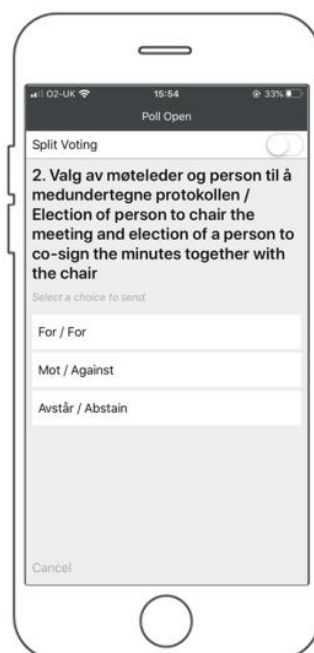 O2-UK 15:54 33%
Poll Open
Split Voting
2. Valg av møteleder og person til å
medundertegne protokollen /
Election of person to chair the
meeting and election of a person to
co-sign the minutes together with
the chair
Select a choice to send.
For / For
Mot / Against
Avstår / Abstain
Cancel